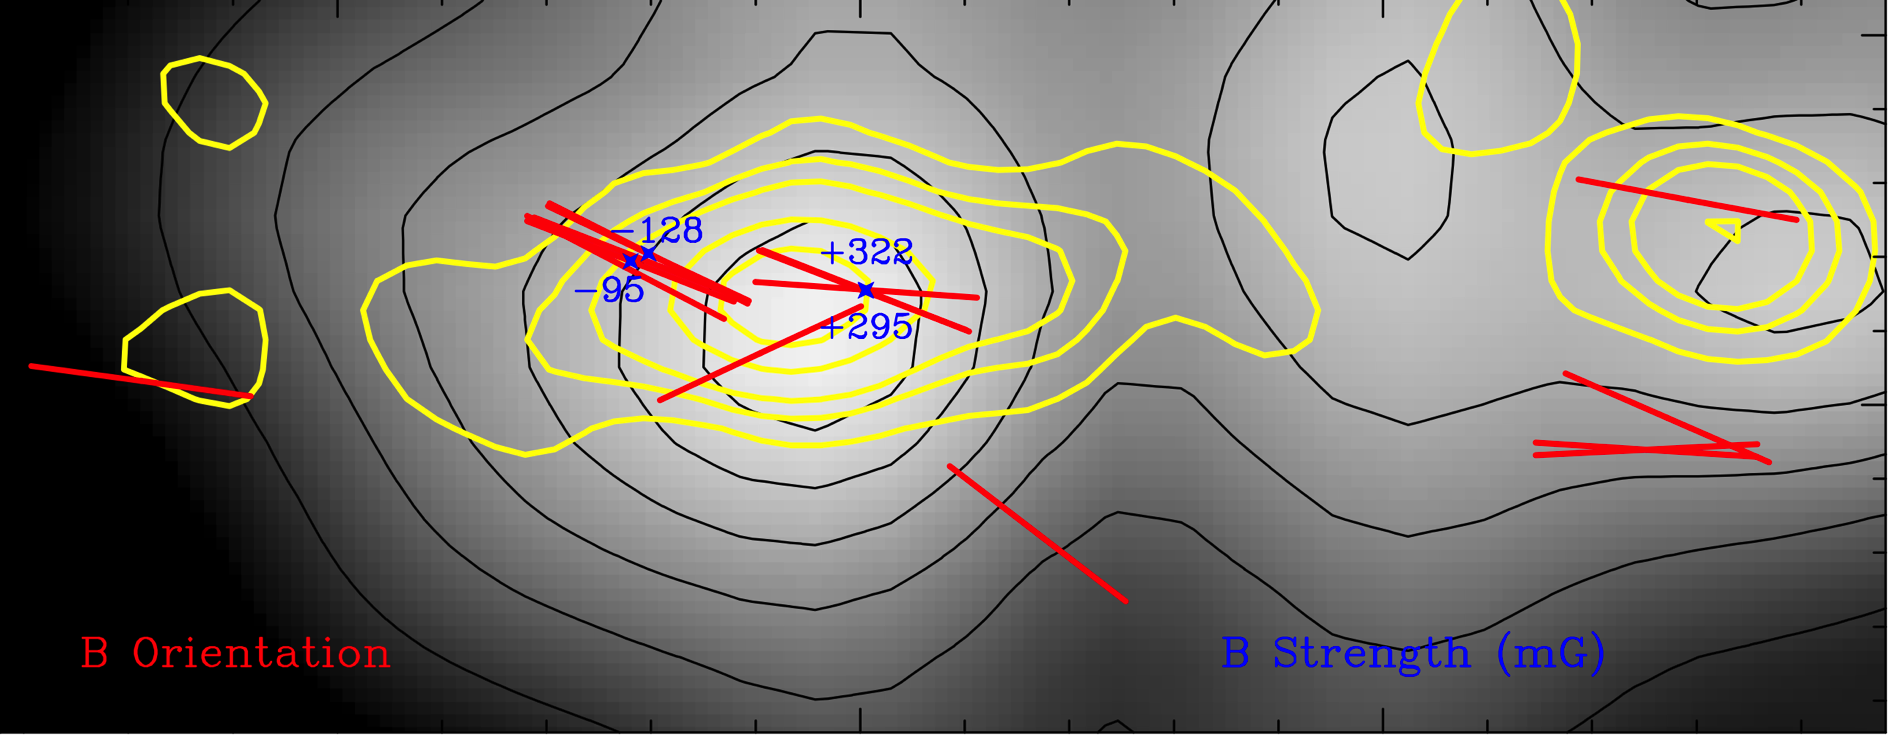 −128
+322
−95
+295
B Orientation
B Strength (mG)